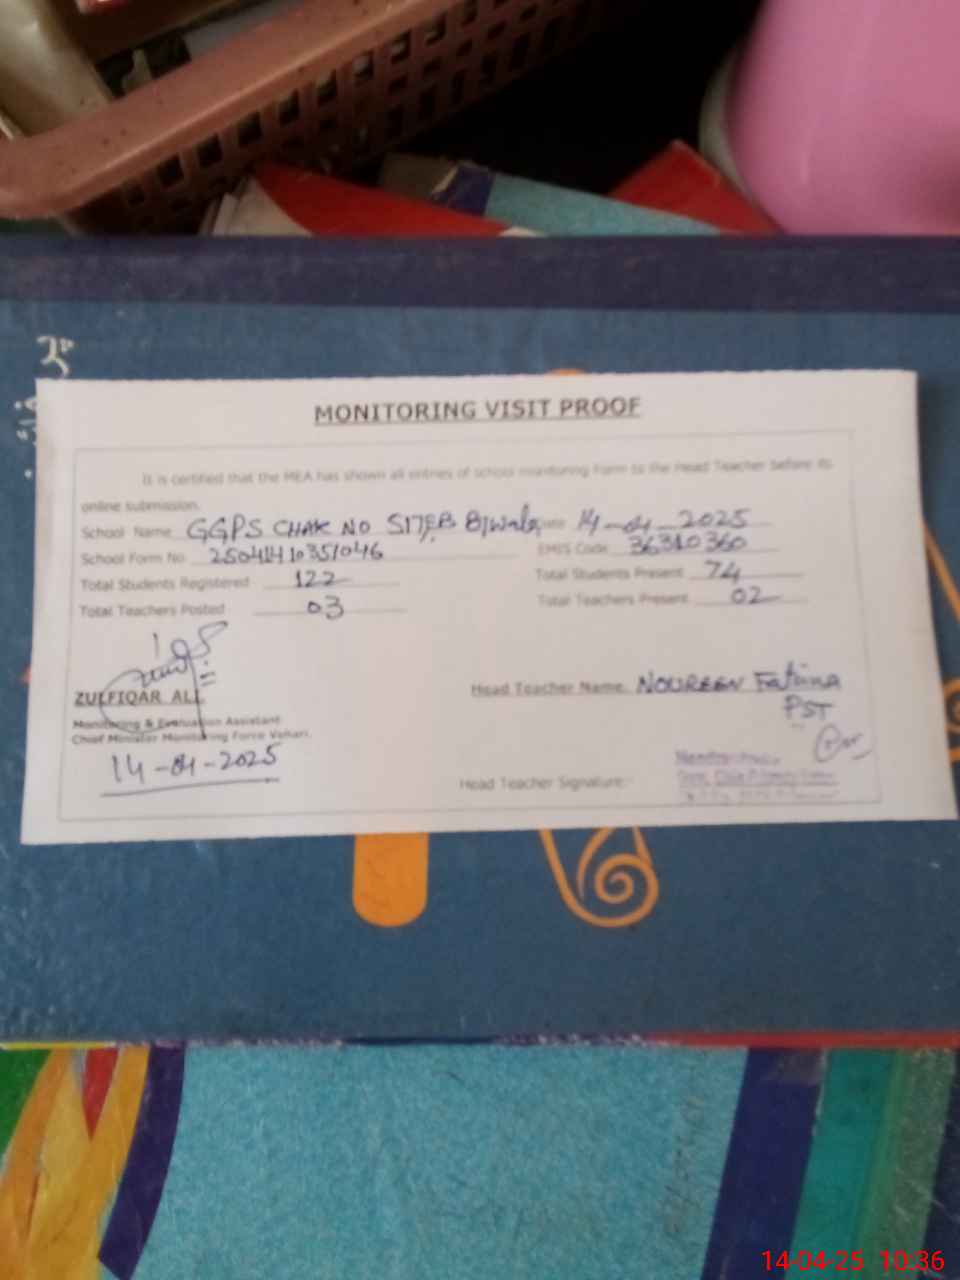 MONITORING VISIT PROOF
It is certified that the MEA has shown all entries of school monitoring Form to the Head Teacher before its
online submission.
School Name GGPS CHAK NO 517EB Date 14-04-2025
School Form No. 25041410351046 EMIS Code 36310360
Total Students Registered 122 Total Students Present 74
Total Teachers Posted 03 Total Teachers Present 02
ZULFIQAR ALI Head Teacher Name. NOUREEN Fatima
PST
Monitoring & Evaluation Assistant
Chief Minister Monitoring Force Vehari.
14-04-2025
Head Teacher Signature:
14-04-25 10:36